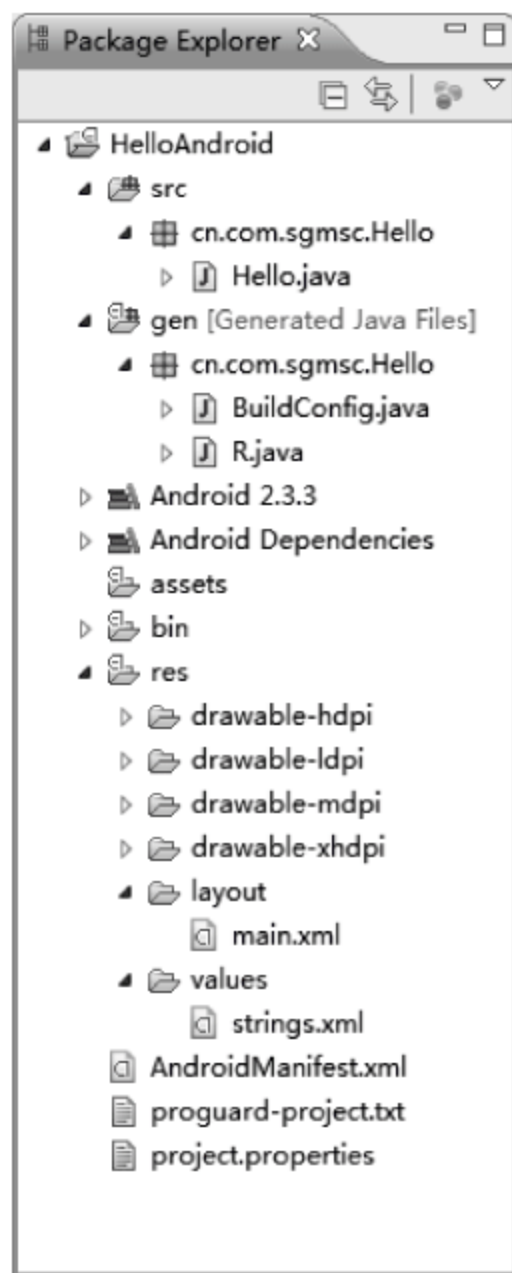 Package Explorer
HelloAndroid
src
cn.com.sgmsc.Hello
Hello.java
gen [Generated Java Files]
cn.com.sgmsc.Hello
BuildConfig.java
R.java
Android 2.3.3
Android Dependencies
assets
bin
res
drawable-hdpi
drawable-ldpi
drawable-mdpi
drawable-xhdpi
layout
main.xml
values
strings.xml
AndroidManifest.xml
proguard-project.txt
project.properties